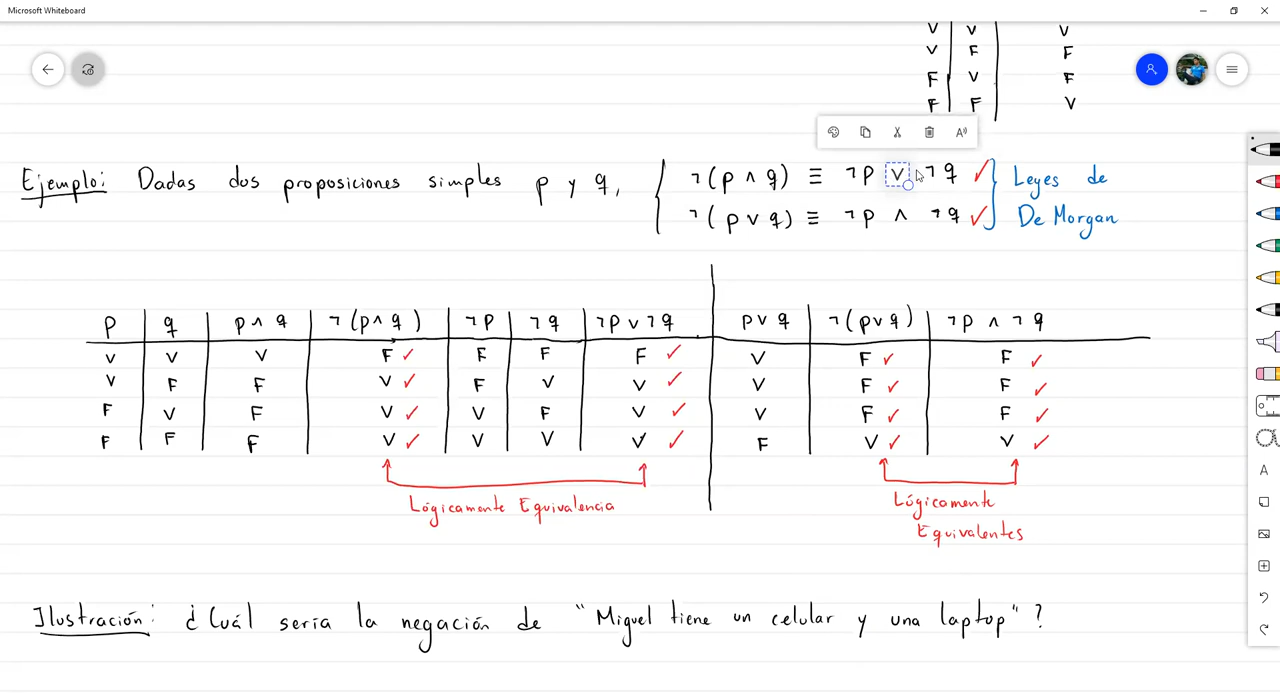 Microsoft Whiteboard
V V V
V F F
F V F
F F V
Ejemplo: Dadas dos proposiciones simples p y q,
¬(p ∧ q) ≡ ¬p ∨ ¬q ✓
¬(p ∨ q) ≡ ¬p ∧ ¬q ✓
Leyes de
De Morgan
p q p ∧ q ¬(p ∧ q) ¬p ¬q ¬p ∨ ¬q p ∨ q ¬(p ∨ q) ¬p ∧ ¬q
V V V F ✓ F F F ✓ V F ✓ F ✓
V F F V ✓ F V V ✓ V F ✓ F ✓
F V F V ✓ V F V ✓ V F ✓ F ✓
F F F V ✓ V V V ✓ F V ✓ V ✓
Lógicamente Equivalencia
Lógicamente
Equivalentes
Ilustración: ¿Cuál sería la negación de "Miguel tiene un celular y una laptop"?